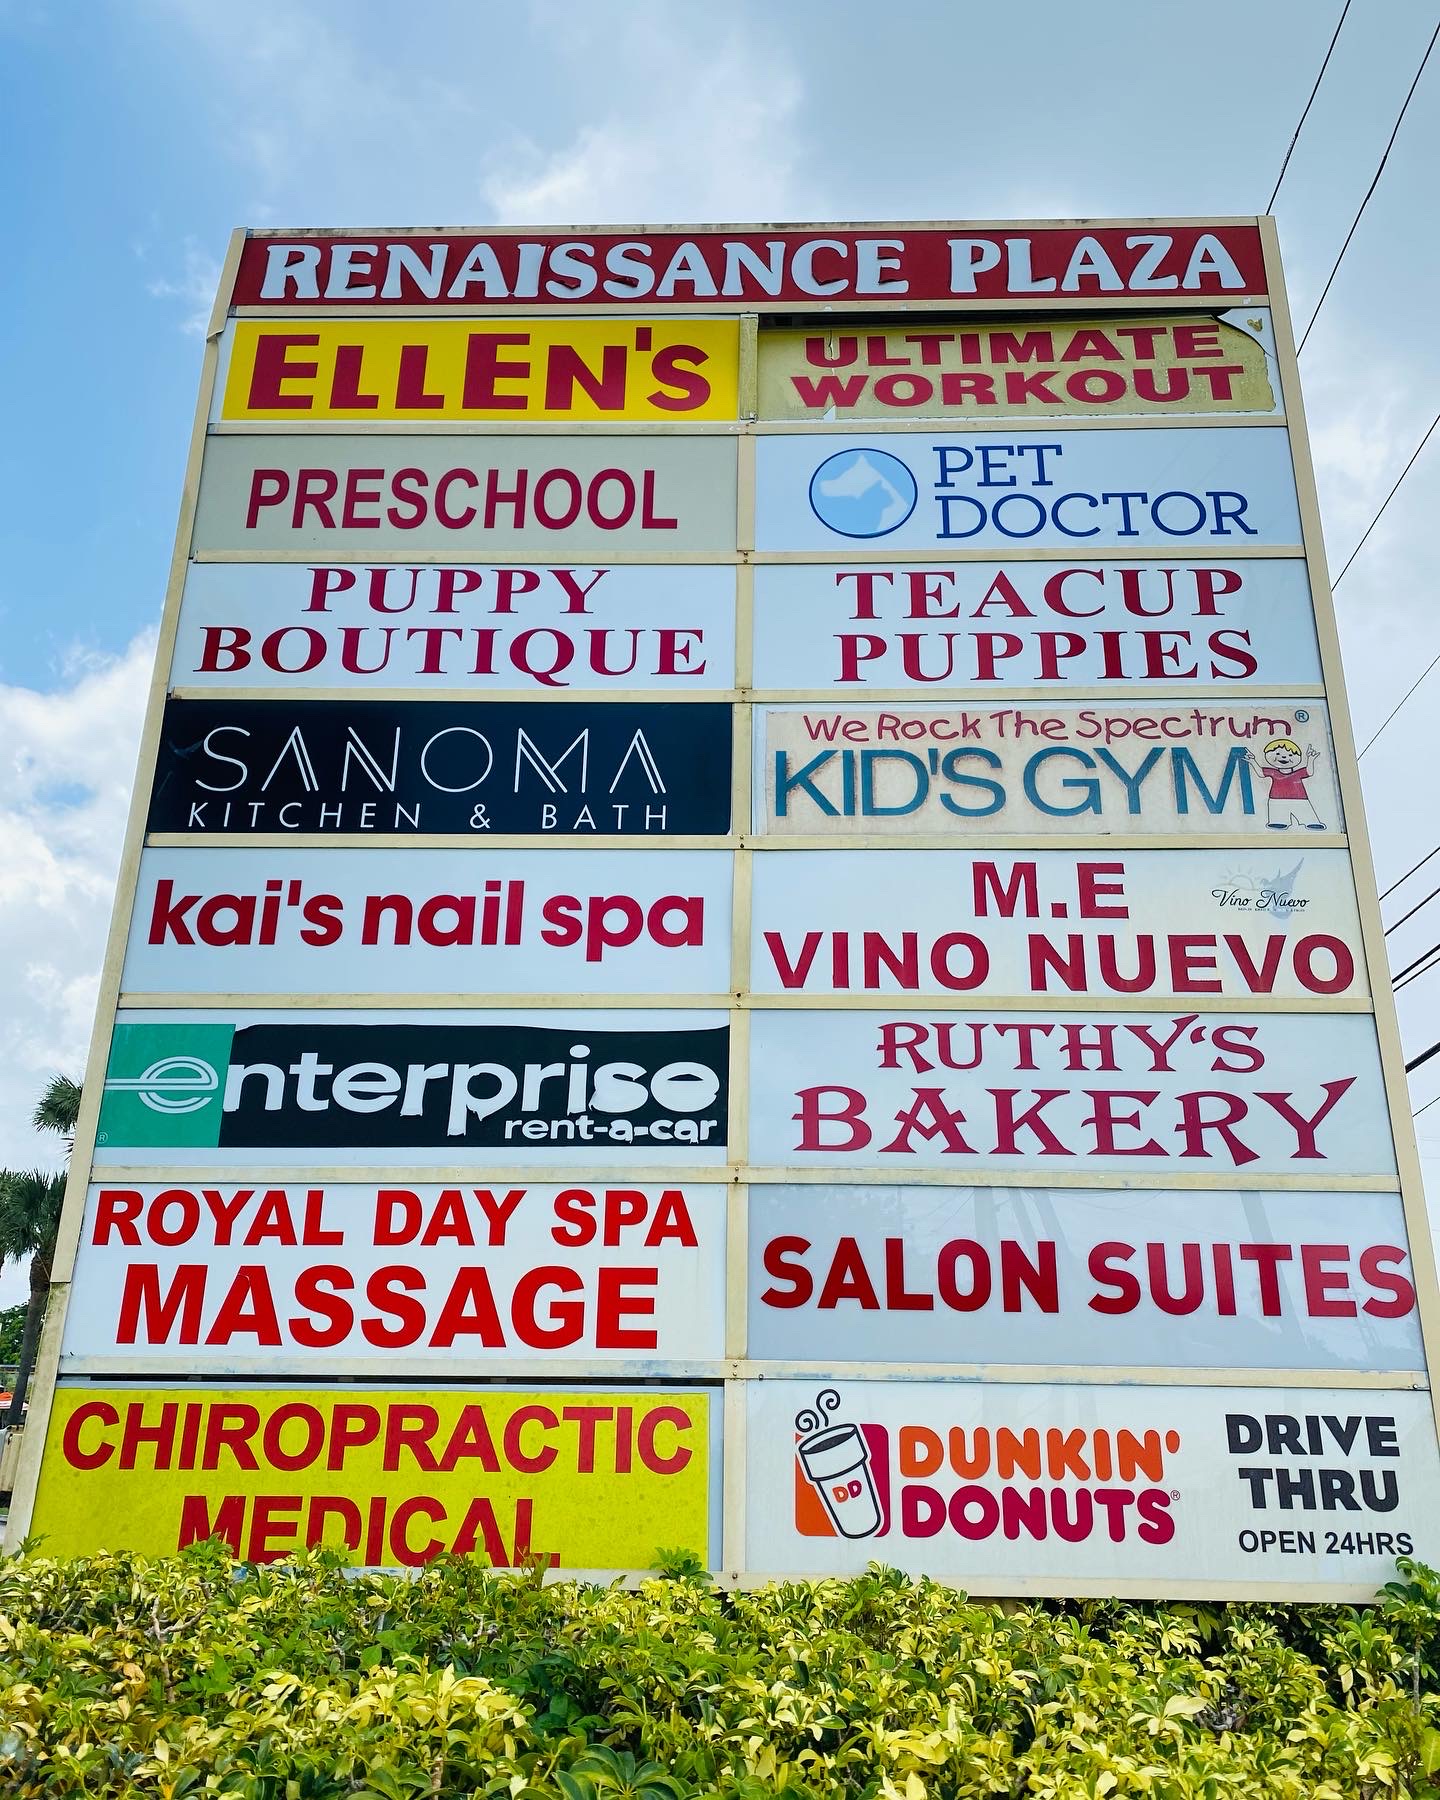 RENAISSANCE PLAZA
ELLEN'S
ULTIMATE
WORKOUT
PRESCHOOL
PET
DOCTOR
PUPPY
BOUTIQUE
TEACUP
PUPPIES
SANOMA
KITCHEN & BATH
We Rock The Spectrum®
KID'S GYM
kai's nail spa
M.E
Vino Nuevo
VINO NUEVO
enterprise
rent-a-car
®
RUTHY'S
BAKERY
ROYAL DAY SPA
MASSAGE
SALON SUITES
CHIROPRACTIC
MEDICAL
DD
DUNKIN'
DONUTS®
DRIVE
THRU
OPEN 24HRS